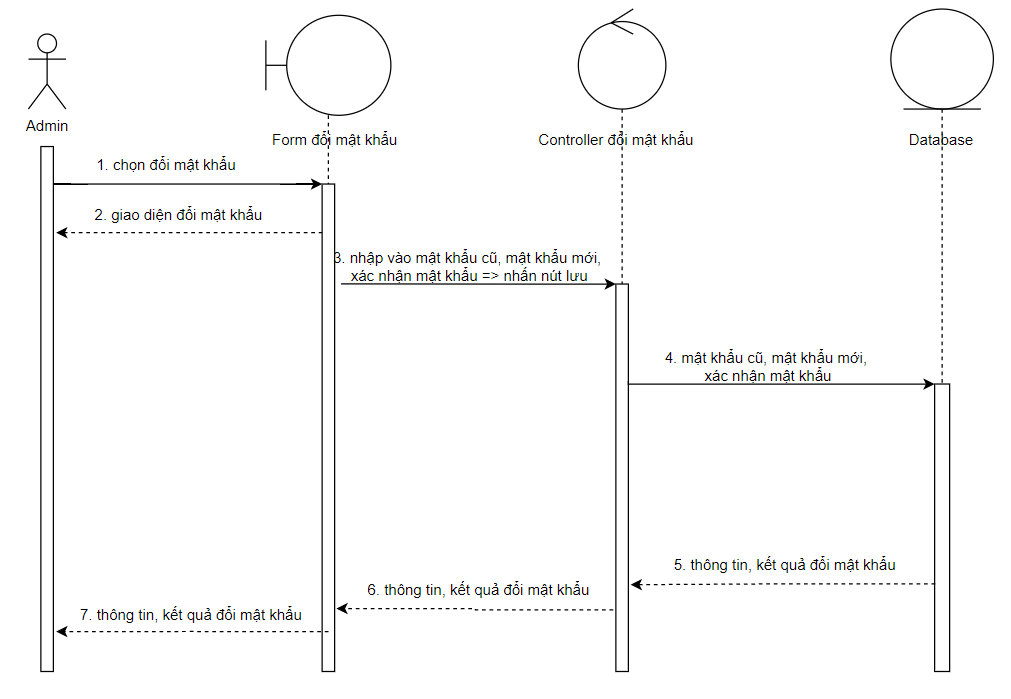 Admin
Form đổi mật khẩu
Controller đổi mật khẩu
Database
1. chọn đổi mật khẩu
2. giao diện đổi mật khẩu
3. nhập vào mật khẩu cũ, mật khẩu mới,
xác nhận mật khẩu => nhấn nút lưu
4. mật khẩu cũ, mật khẩu mới,
xác nhận mật khẩu
5. thông tin, kết quả đổi mật khẩu
6. thông tin, kết quả đổi mật khẩu
7. thông tin, kết quả đổi mật khẩu